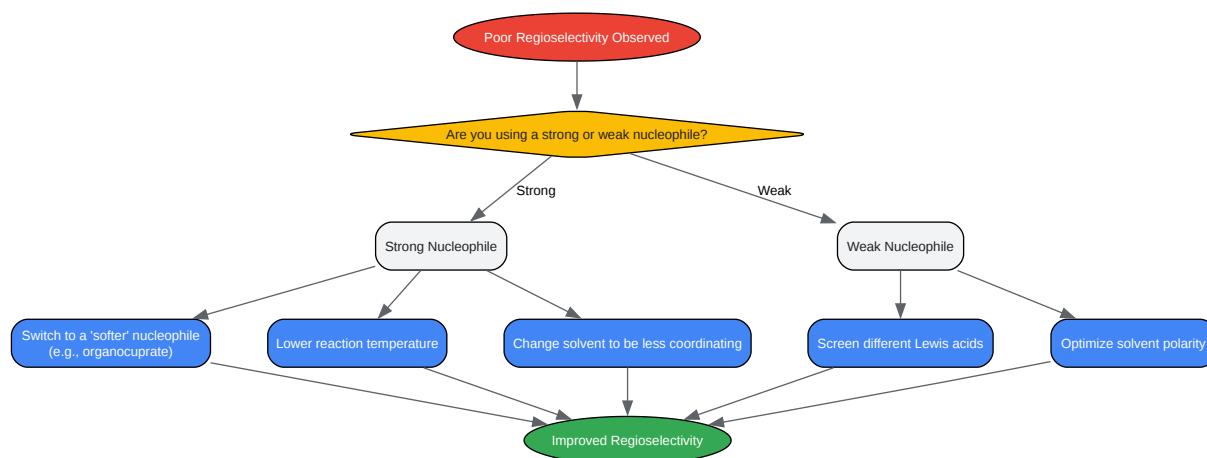 Poor Regioselectivity Observed
Are you using a strong or weak nucleophile?
Strong
Weak
Strong Nucleophile
Weak Nucleophile
Switch to a 'softer' nucleophile
(e.g., organocuprate)
Lower reaction temperature
Change solvent to be less coordinating
Screen different Lewis acids
Optimize solvent polarity
Improved Regioselectivity